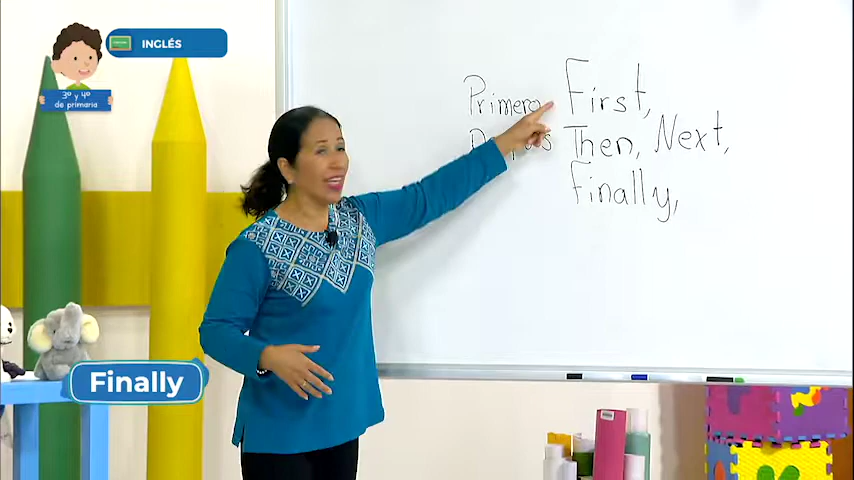 INGLÉS
3º y 4º
de primaria
Primero First,
Then, Next,
Finally,
Finally